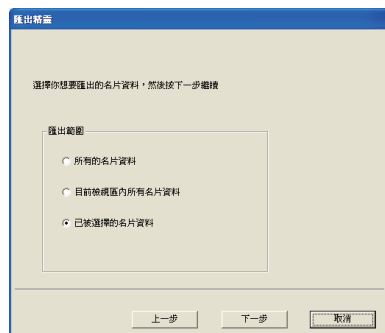 匯出精靈
選擇你想要匯出的名片資料，然後按下一步繼續
匯出範圍
所有的名片資料
目前檢視區內所有名片資料
已被選擇的名片資料
上一步
下一步
取消